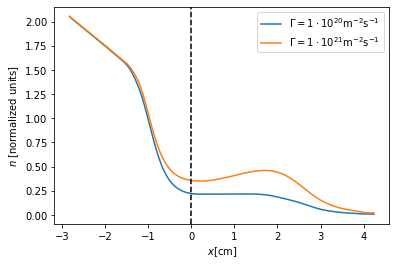 Γ = 1 · 10²⁰m⁻²s⁻¹
Γ = 1 · 10²¹m⁻²s⁻¹
n [normalized units]
2.00
1.75
1.50
1.25
1.00
0.75
0.50
0.25
0.00
−3 −2 −1 0 1 2 3 4
x[cm]